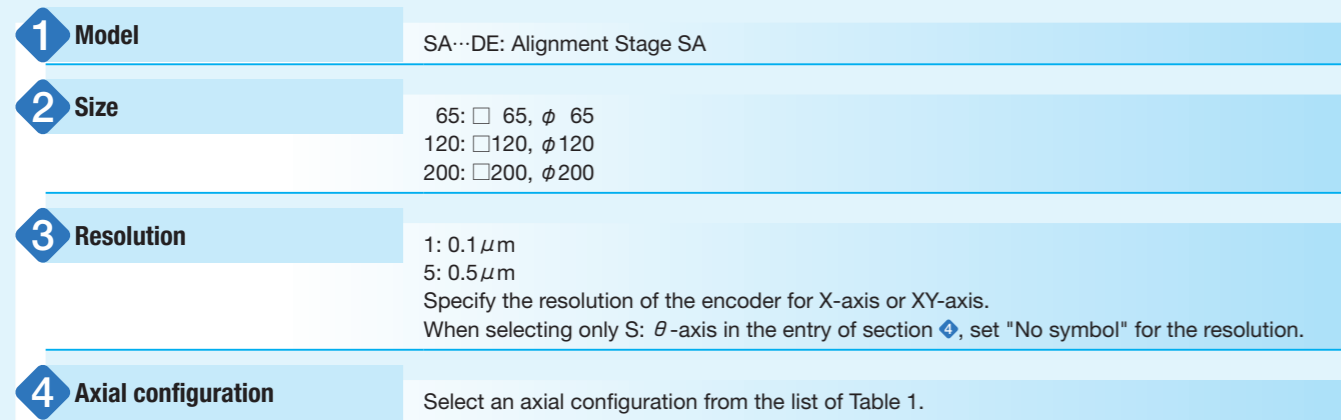 1 Model
SA···DE: Alignment Stage SA
2 Size
65: □ 65, φ 65
120: □120, φ120
200: □200, φ200
3 Resolution
1: 0.1μm
5: 0.5μm
Specify the resolution of the encoder for X-axis or XY-axis.
When selecting only S: θ-axis in the entry of section 4, set "No symbol" for the resolution.
4 Axial configuration
Select an axial configuration from the list of Table 1.